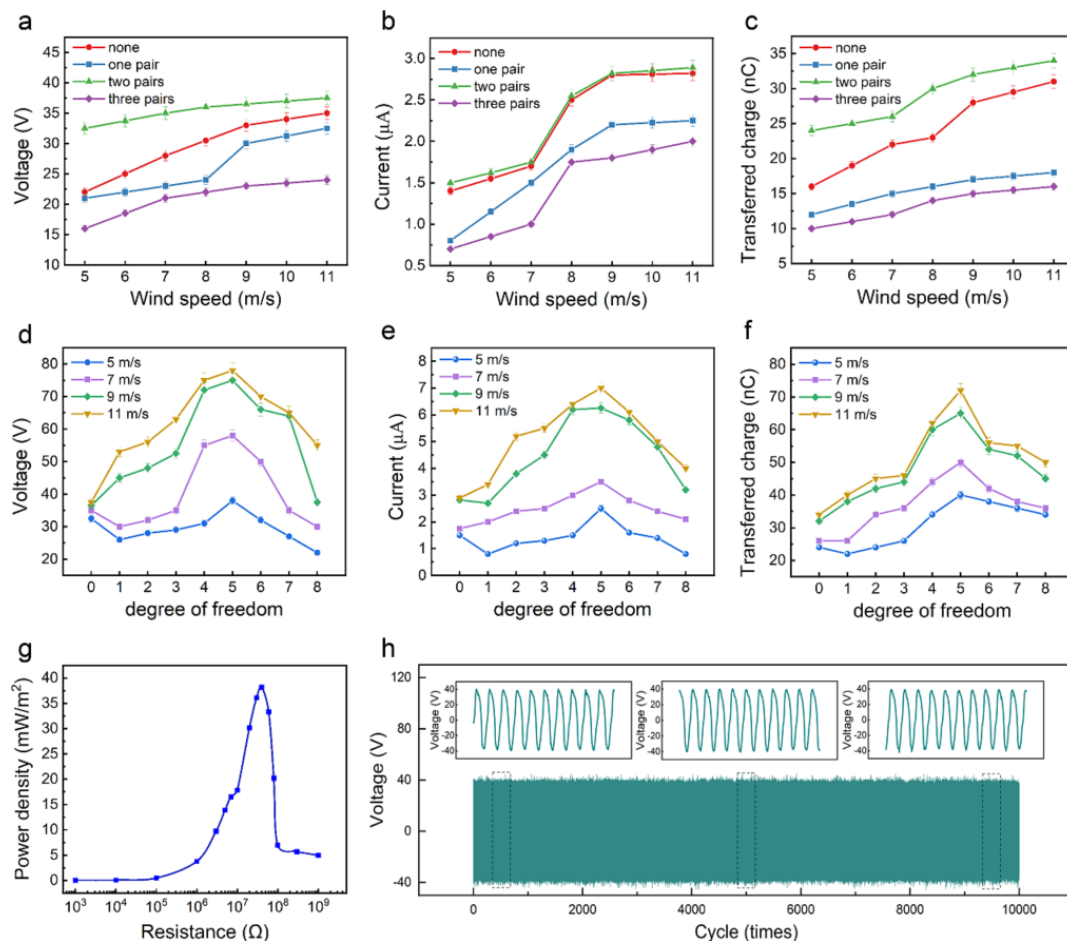 a
45
40
35
30
25
20
15
10
Voltage (V)
none
one pair
two pairs
three pairs
5 6 7 8 9 10 11
Wind speed (m/s)
b
3.0
2.5
2.0
1.5
1.0
0.5
Current (μA)
none
one pair
two pairs
three pairs
5 6 7 8 9 10 11
Wind speed (m/s)
c
35
30
25
20
15
10
5
Transferred charge (nC)
none
one pair
two pairs
three pairs
5 6 7 8 9 10 11
Wind speed (m/s)
d
80
70
60
50
40
30
20
Voltage (V)
5 m/s
7 m/s
9 m/s
11 m/s
0 1 2 3 4 5 6 7 8
degree of freedom
e
8
7
6
5
4
3
2
1
0
Current (μA)
5 m/s
7 m/s
9 m/s
11 m/s
0 1 2 3 4 5 6 7 8
degree of freedom
f
80
70
60
50
40
30
20
Transferred charge (nC)
5 m/s
7 m/s
9 m/s
11 m/s
0 1 2 3 4 5 6 7 8
degree of freedom
g
40
35
30
25
20
15
10
5
0
Power density (mW/m²)
10³ 10⁴ 10⁵ 10⁶ 10⁷ 10⁸ 10⁹
Resistance (Ω)
h
120
80
40
0
-40
Voltage (V)
40
20
0
-20
-40
Voltage (V)
40
20
0
-20
-40
Voltage (V)
40
20
0
-20
-40
Voltage (V)
0 2000 4000 6000 8000 10000
Cycle (times)